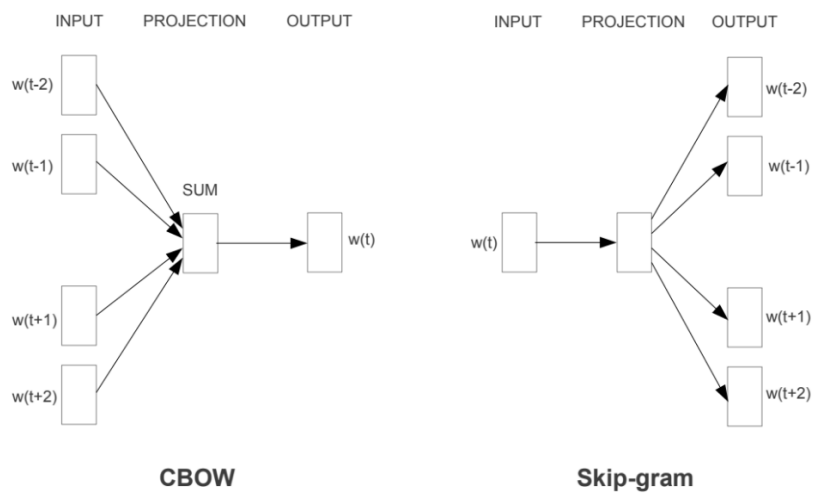 INPUT PROJECTION OUTPUT
w(t-2)
w(t-1)
SUM
w(t)
w(t+1)
w(t+2)
CBOW
INPUT PROJECTION OUTPUT
w(t-2)
w(t-1)
w(t)
w(t+1)
w(t+2)
Skip-gram